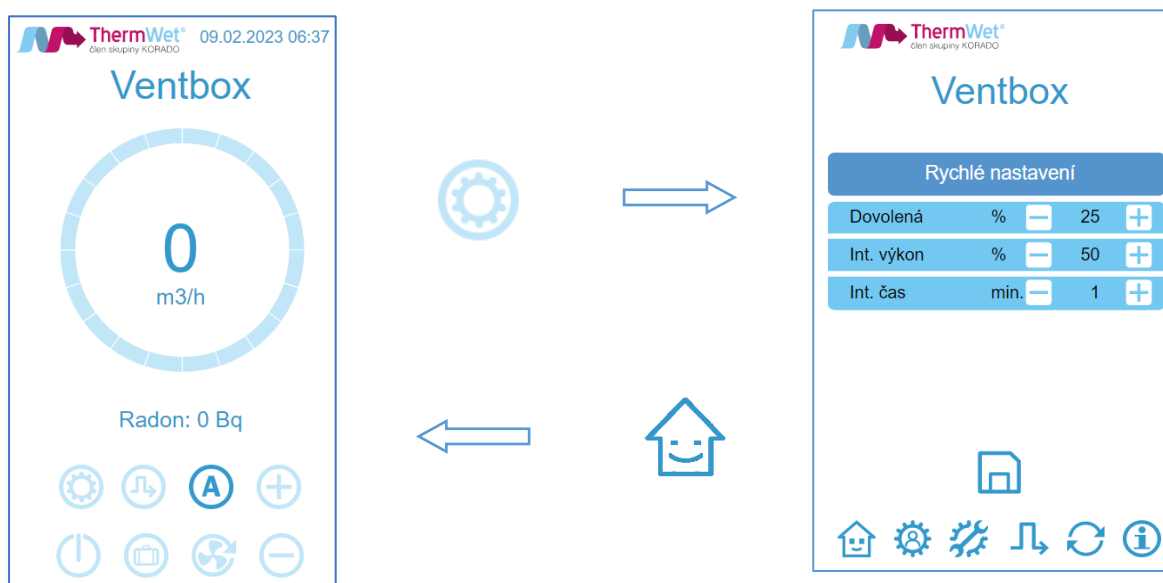 ThermWet®
člen skupiny KORADO
09.02.2023 06:37
Ventbox
0
m3/h
Radon: 0 Bq
A
ThermWet®
člen skupiny KORADO
Ventbox
Rychlé nastavení
Dovolená % − 25 +
Int. výkon % − 50 +
Int. čas min. − 1 +